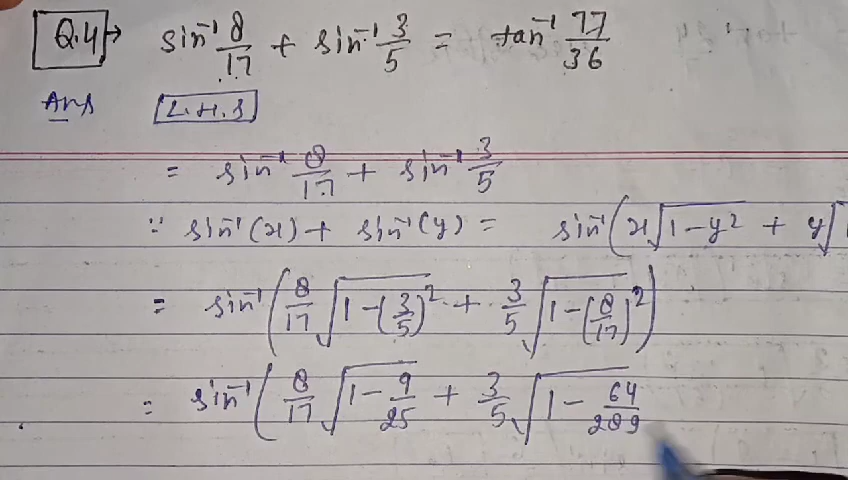 Q.4 → sin⁻¹ 8/17 + sin⁻¹ 3/5 = tan⁻¹ 77/36
Ans L.H.S
= sin⁻¹ 8/17 + sin⁻¹ 3/5
∵ sin⁻¹(x) + sin⁻¹(y) = sin⁻¹(x√(1-y²) + y√
= sin⁻¹(8/17 √(1-(3/5)²) + 3/5 √(1-(8/17)²))
= sin⁻¹(8/17 √(1-9/25) + 3/5 √(1-64/289)